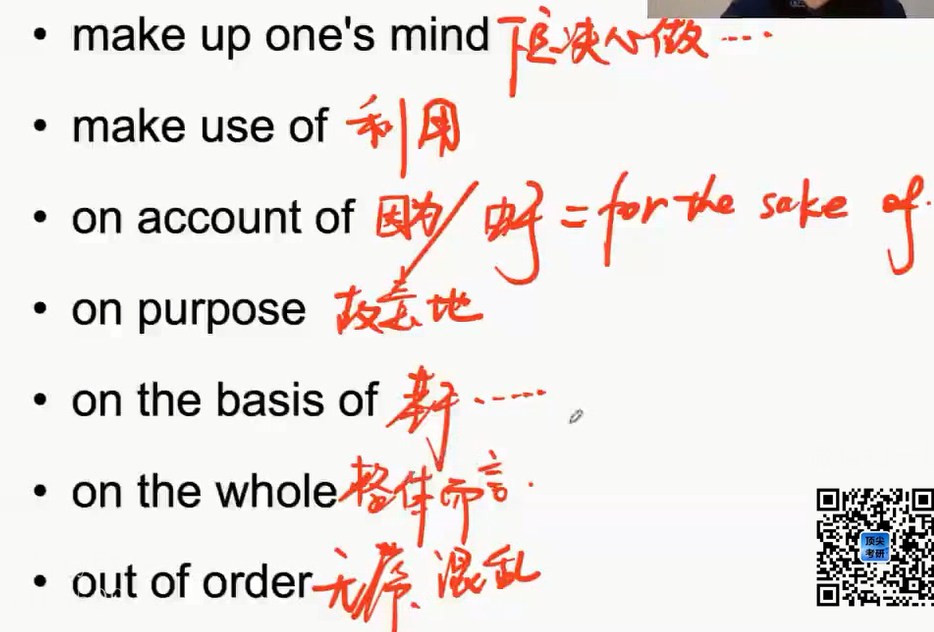 • make up one's mind 下定决心做……
• make use of 利用
• on account of 因为/由于 = for the sake of.
• on purpose 故意地
• on the basis of 基于……
• on the whole 整体而言.
• out of order 无序、混乱
顶尖
考研